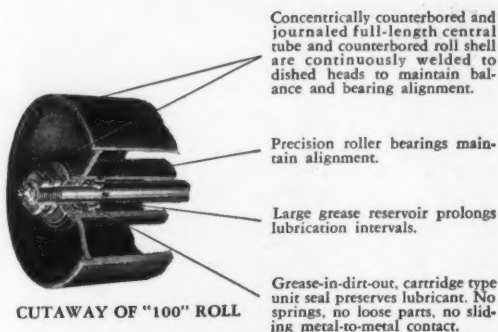 Concentrically counterbored and
journaled full-length central
tube and counterbored roll shell
are continuously welded to
dished heads to maintain bal-
ance and bearing alignment.
Precision roller bearings main-
tain alignment.
Large grease reservoir prolongs
lubrication intervals.
Grease-in-dirt-out, cartridge type
unit seal preserves lubricant. No
springs, no loose parts, no slid-
ing metal-to-metal contact.
CUTAWAY OF "100" ROLL